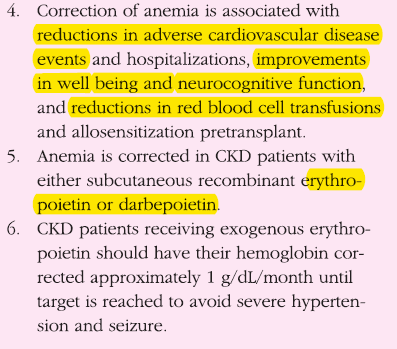 4. Correction of anemia is associated with
reductions in adverse cardiovascular disease
events and hospitalizations, improvements
in well being and neurocognitive function,
and reductions in red blood cell transfusions
and allosensitization pretransplant.
5. Anemia is corrected in CKD patients with
either subcutaneous recombinant erythro-
poietin or darbepoietin.
6. CKD patients receiving exogenous erythro-
poietin should have their hemoglobin cor-
rected approximately 1 g/dL/month until
target is reached to avoid severe hyperten-
sion and seizure.